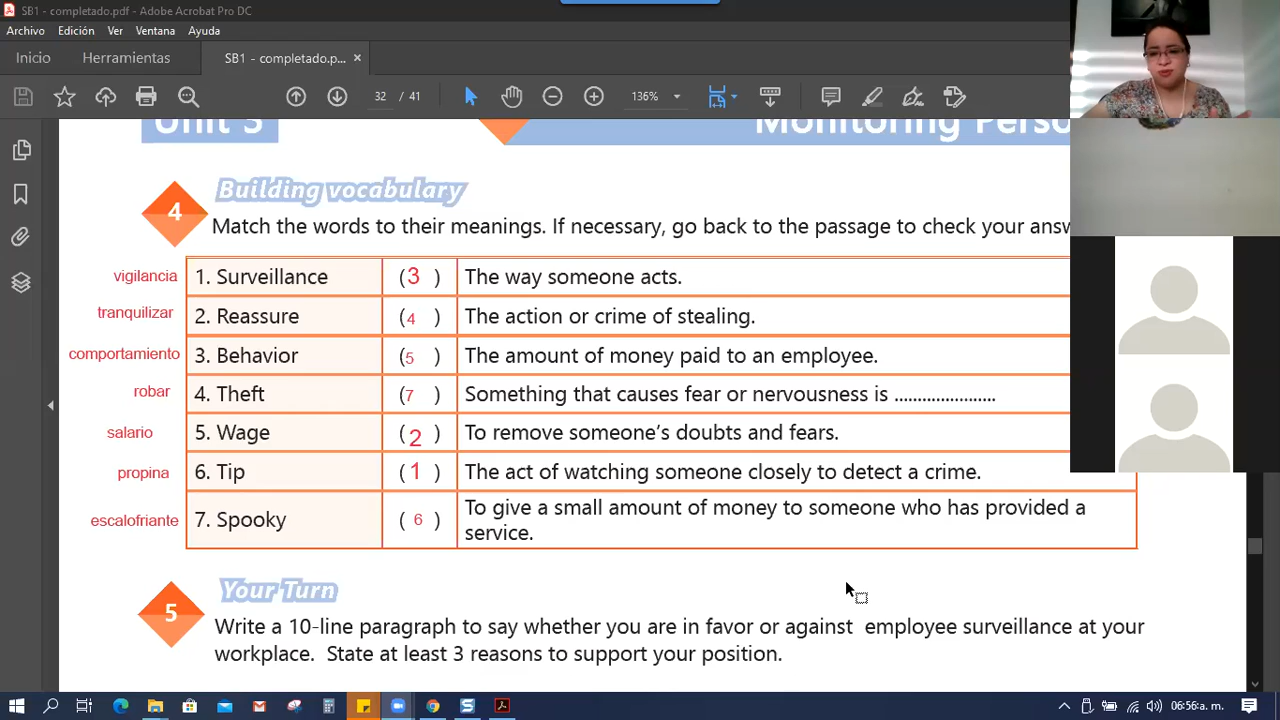 SB1 - completado.pdf - Adobe Acrobat Pro DC
Archivo Edición Ver Ventana Ayuda
Inicio Herramientas SB1 - completado.p... ×
32 / 41 136%
Unit 5 Monitoring Perso
4 Building vocabulary
Match the words to their meanings. If necessary, go back to the passage to check your answ
vigilancia 1. Surveillance (3) The way someone acts.
tranquilizar 2. Reassure (4) The action or crime of stealing.
comportamiento 3. Behavior (5) The amount of money paid to an employee.
robar 4. Theft (7) Something that causes fear or nervousness is ......................
salario 5. Wage (2) To remove someone's doubts and fears.
propina 6. Tip (1) The act of watching someone closely to detect a crime.
escalofriante 7. Spooky (6) To give a small amount of money to someone who has provided a
service.
5 Your Turn
Write a 10-line paragraph to say whether you are in favor or against employee surveillance at your
workplace. State at least 3 reasons to support your position.
06:56a. m.